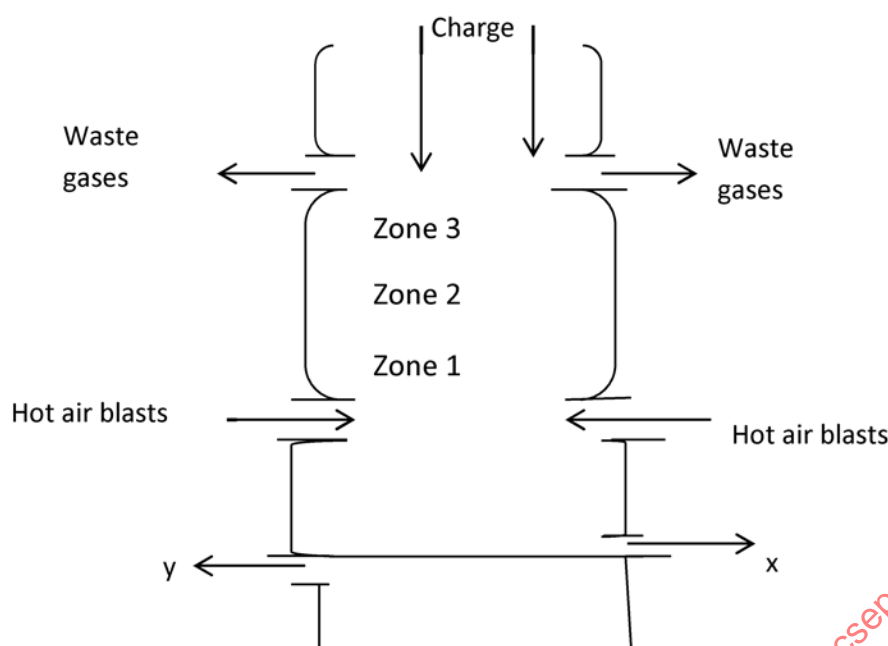 Charge
Waste
gases
Waste
gases
Zone 3
Zone 2
Zone 1
Hot air blasts
Hot air blasts
x
y